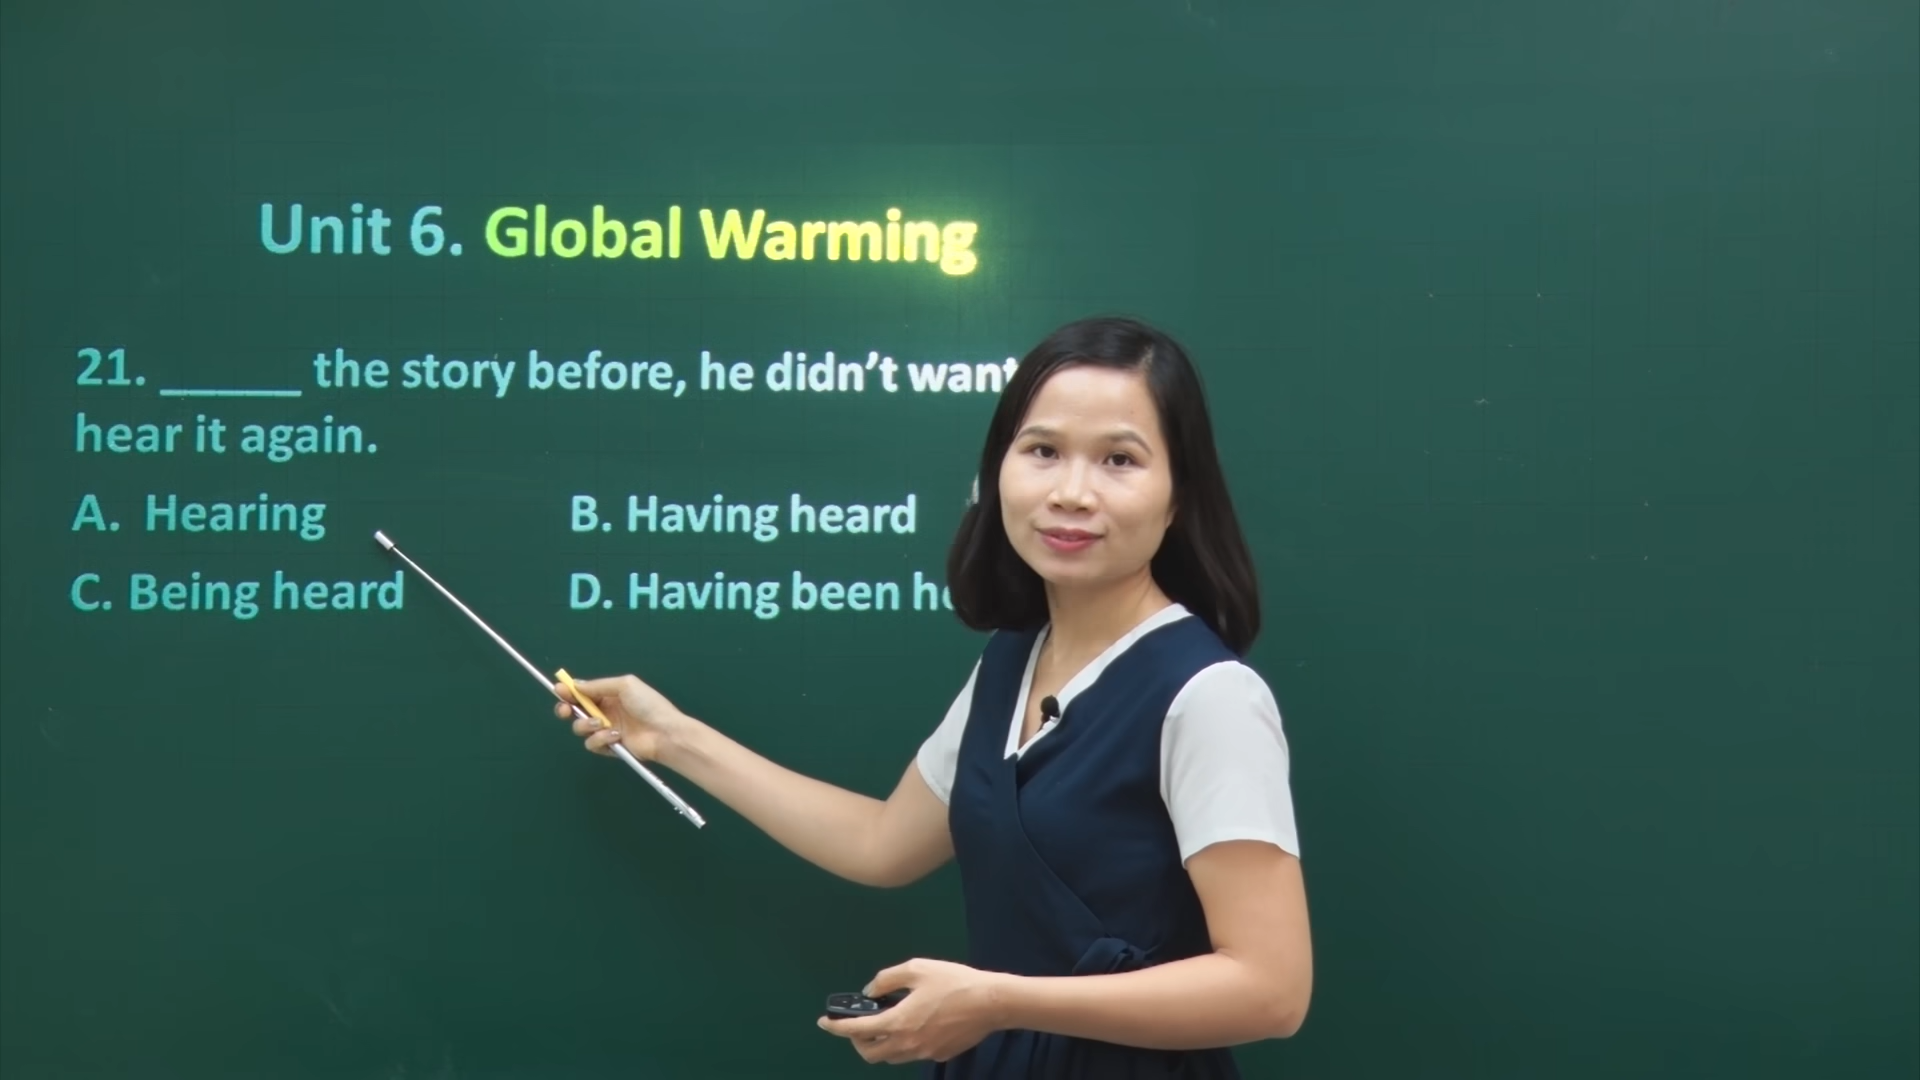 Unit 6. Global Warming
21. _____ the story before, he didn't want
hear it again.
A. Hearing
B. Having heard
C. Being heard
D. Having been